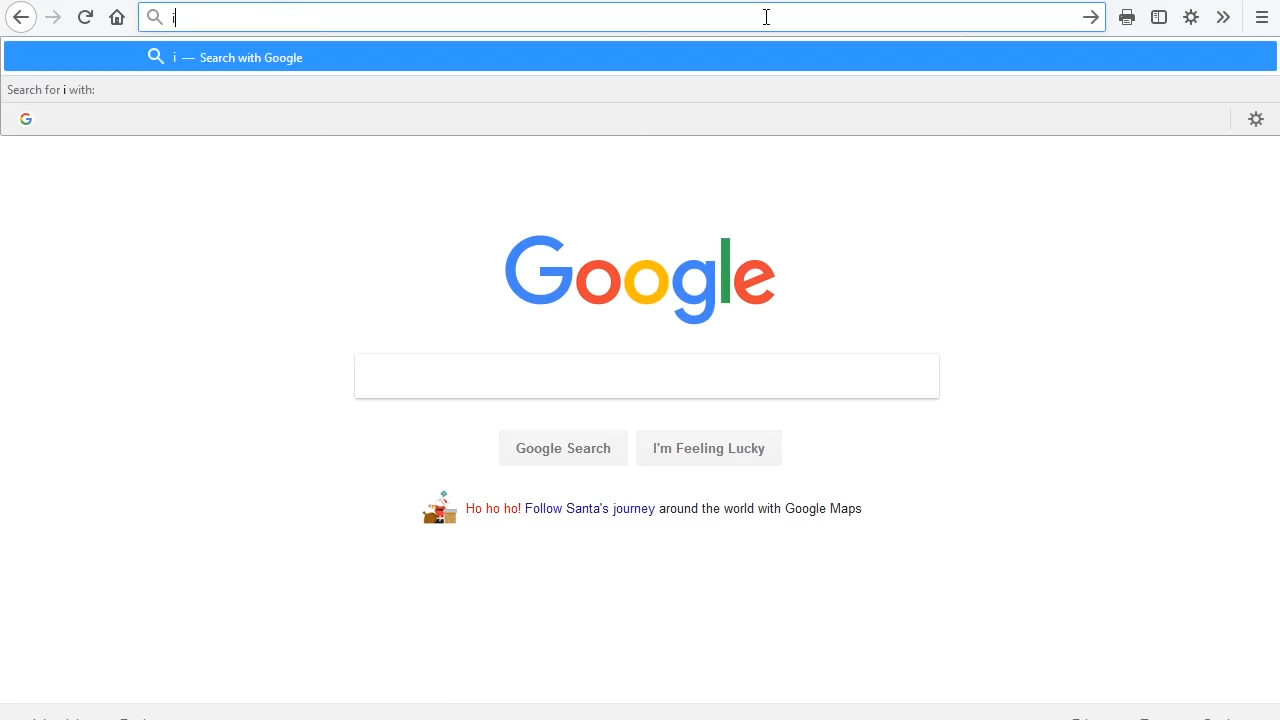 i
i — Search with Google
Search for i with:
Google
Google Search
I'm Feeling Lucky
Ho ho ho! Follow Santa's journey around the world with Google Maps